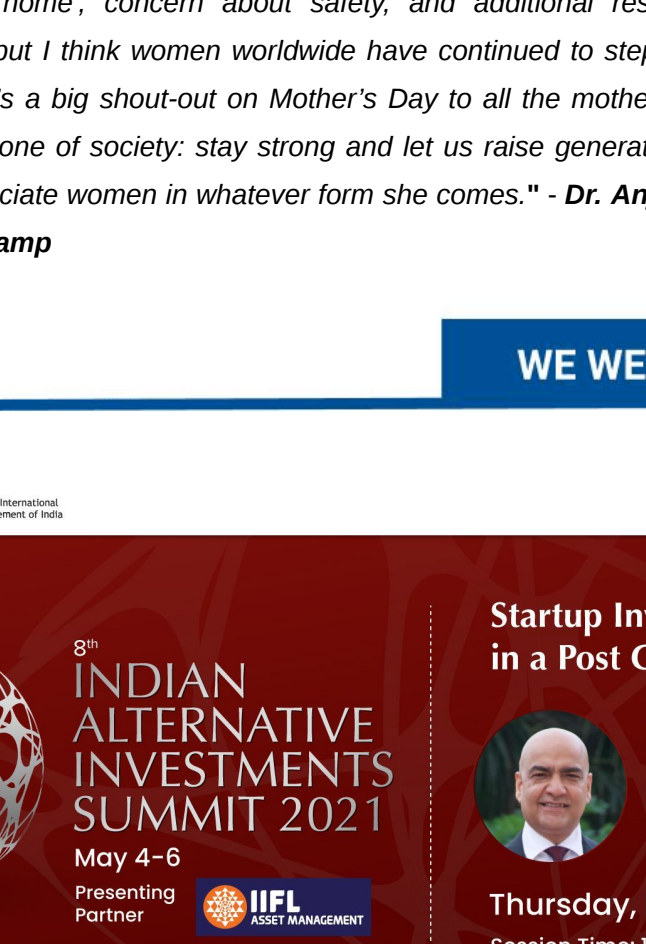 home', concern about safety, and additional res
but I think women worldwide have continued to step
s a big shout-out on Mother's Day to all the mothe
one of society: stay strong and let us raise generat
ciate women in whatever form she comes." - Dr. An
amp
WE WE
International
ement of India
8th
INDIAN
ALTERNATIVE
INVESTMENTS
SUMMIT 2021
May 4-6
Presenting
Partner
IIFL
ASSET MANAGEMENT
Startup In
in a Post
Thursday,
Session Time: